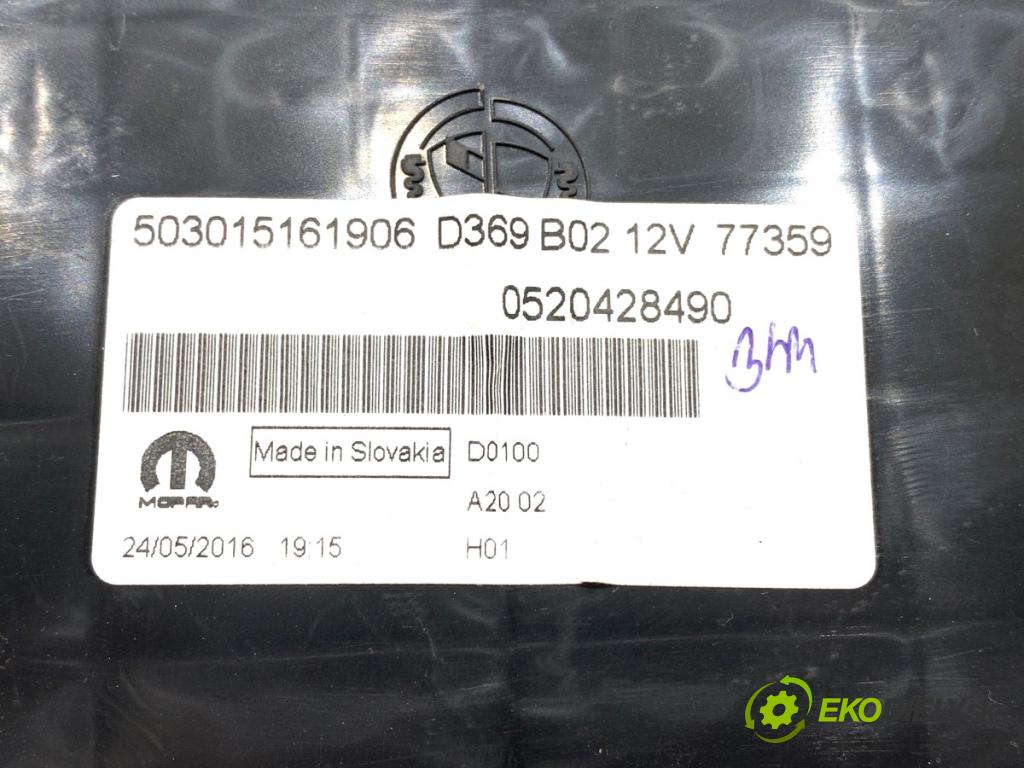 503015161906 D369 B02 12V 77359
0520428490
Made in Slovakia D0100
MOPAR
A20 02
24/05/2016 19:15 H01
EKO